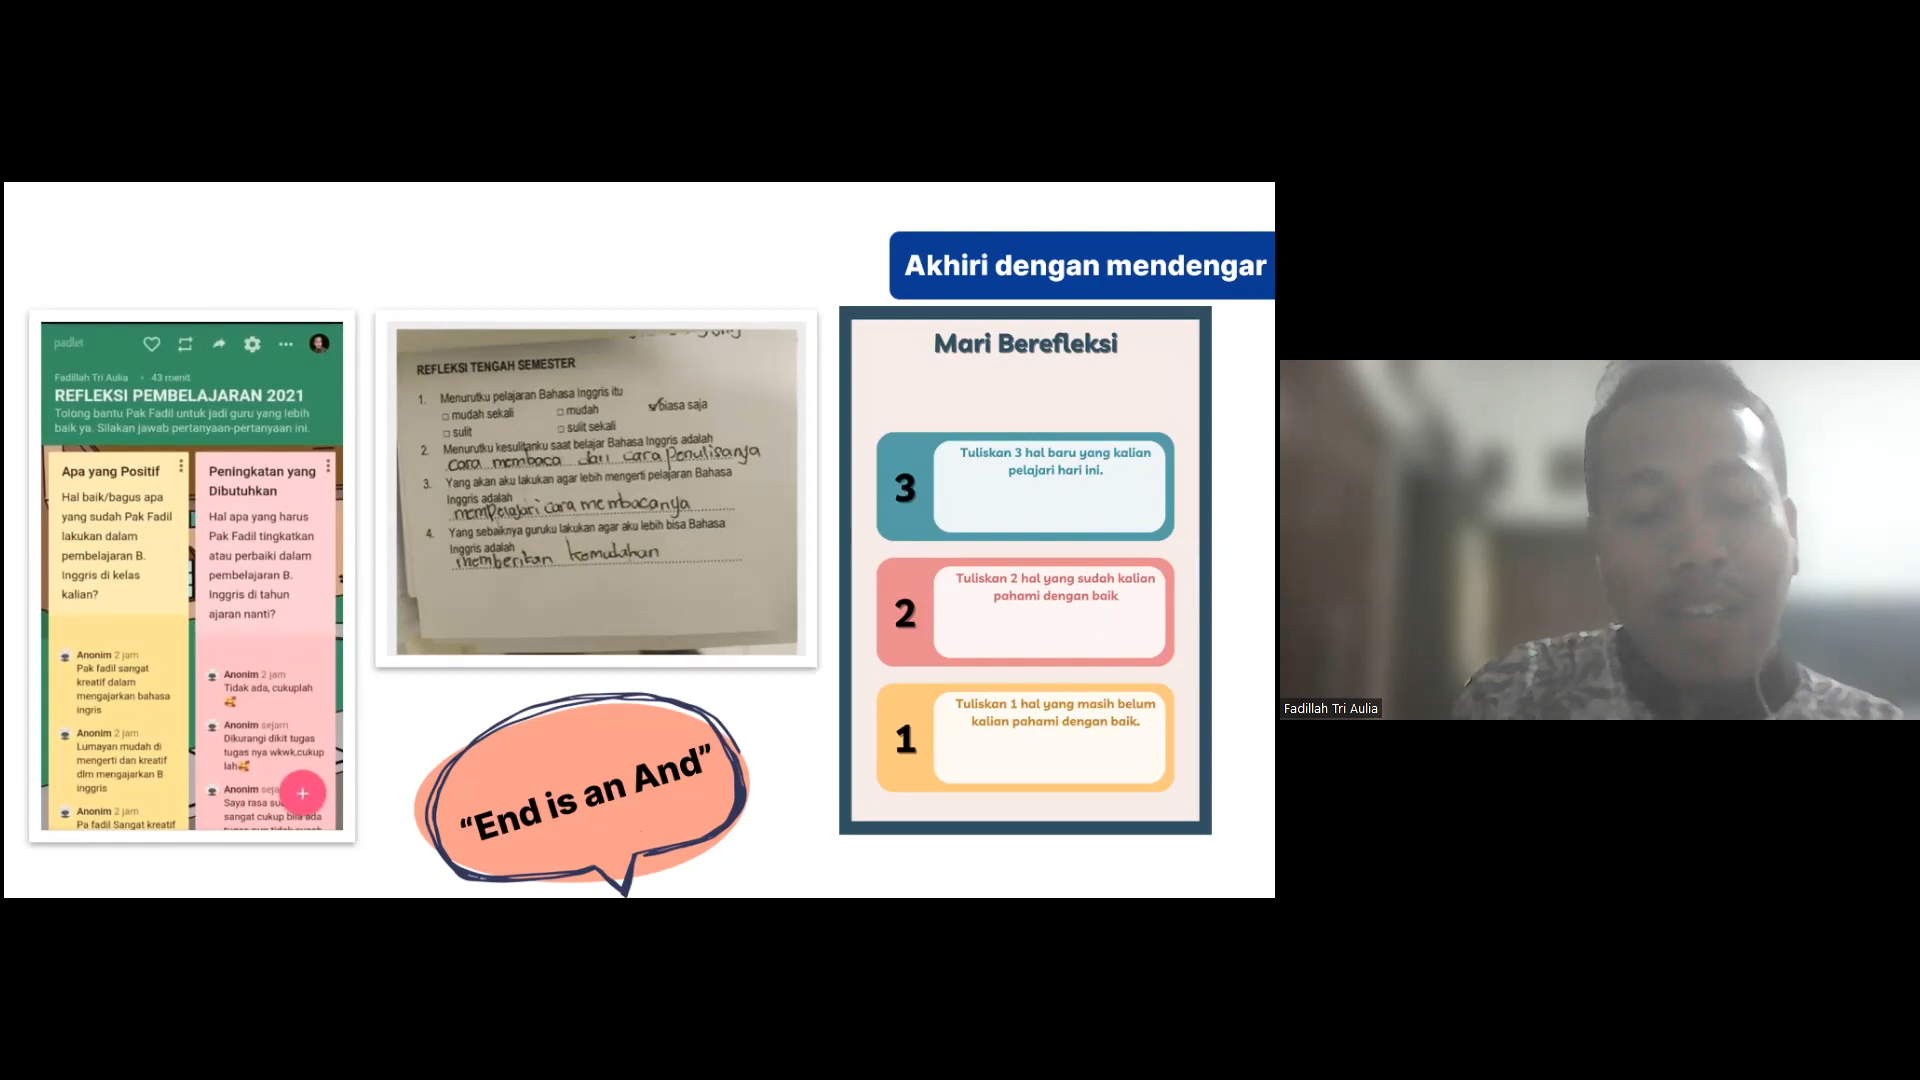 Akhiri dengan mendengar
padlet
Fadillah Tri Aulia • 43 menit
REFLEKSI PEMBELAJARAN 2021
Tolong bantu Pak Fadil untuk jadi guru yang lebih
baik ya. Silakan jawab pertanyaan-pertanyaan ini.
Apa yang Positif
Hal baik/bagus apa
yang sudah Pak Fadil
lakukan dalam
pembelajaran B.
Inggris di kelas
kalian?
Anonim 2 jam
Pak fadil sangat
kreatif dalam
mengajarkan bahasa
ingris
Anonim 2 jam
Lumayan mudah di
mengerti dan kreatif
dlm mengajarkan B
inggris
Anonim 2 jam
Pa fadil Sangat kreatif
Peningkatan yang
Dibutuhkan
Hal apa yang harus
Pak Fadil tingkatkan
atau perbaiki dalam
pembelajaran B.
Inggris di tahun
ajaran nanti?
Anonim 2 jam
Tidak ada, cukuplah
🥰
Anonim sejam
Dikurangi dikit tugas
tugas nya wkwk,cukup
lah🥰
Anonim
Saya rasa
sangat cukup bila ada
REFLEKSI TENGAH SEMESTER
1. Menurutku pelajaran Bahasa Inggris itu
□ mudah sekali □ mudah ✓biasa saja
□ sulit □ sulit sekali
2. Menurutku kesulitanku saat belajar Bahasa Inggris adalah
cara membaca dan cara penulisanya
3. Yang akan aku lakukan agar lebih mengerti pelajaran Bahasa
Inggris adalah
mempelajari cara membacanya
4. Yang sebaiknya guruku lakukan agar aku lebih bisa Bahasa
Inggris adalah
memberikan kemudahan
“End is an And”
Mari Berefleksi
3
Tuliskan 3 hal baru yang kalian
pelajari hari ini.
2
Tuliskan 2 hal yang sudah kalian
pahami dengan baik
1
Tuliskan 1 hal yang masih belum
kalian pahami dengan baik.
Fadillah Tri Aulia